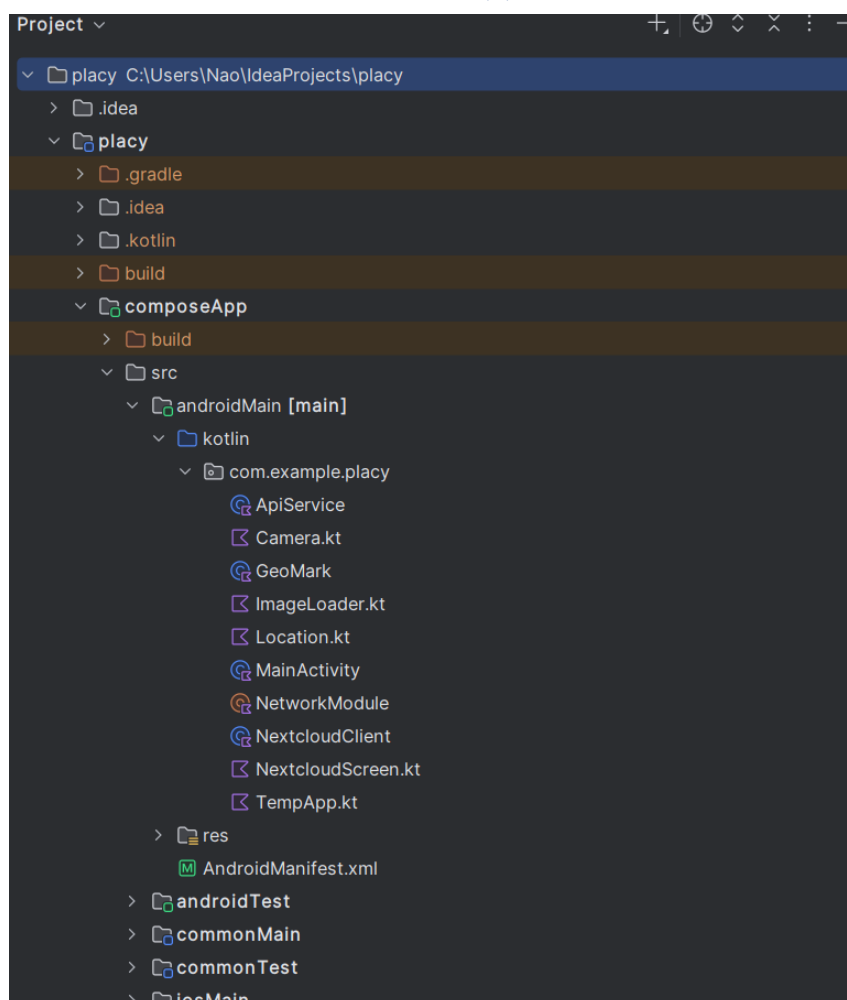 Project
placy C:\Users\Nao\IdeaProjects\placy
.idea
placy
.gradle
.idea
.kotlin
build
composeApp
build
src
androidMain [main]
kotlin
com.example.placy
ApiService
Camera.kt
GeoMark
ImageLoader.kt
Location.kt
MainActivity
NetworkModule
NextcloudClient
NextcloudScreen.kt
TempApp.kt
res
AndroidManifest.xml
androidTest
commonMain
commonTest
iosMain